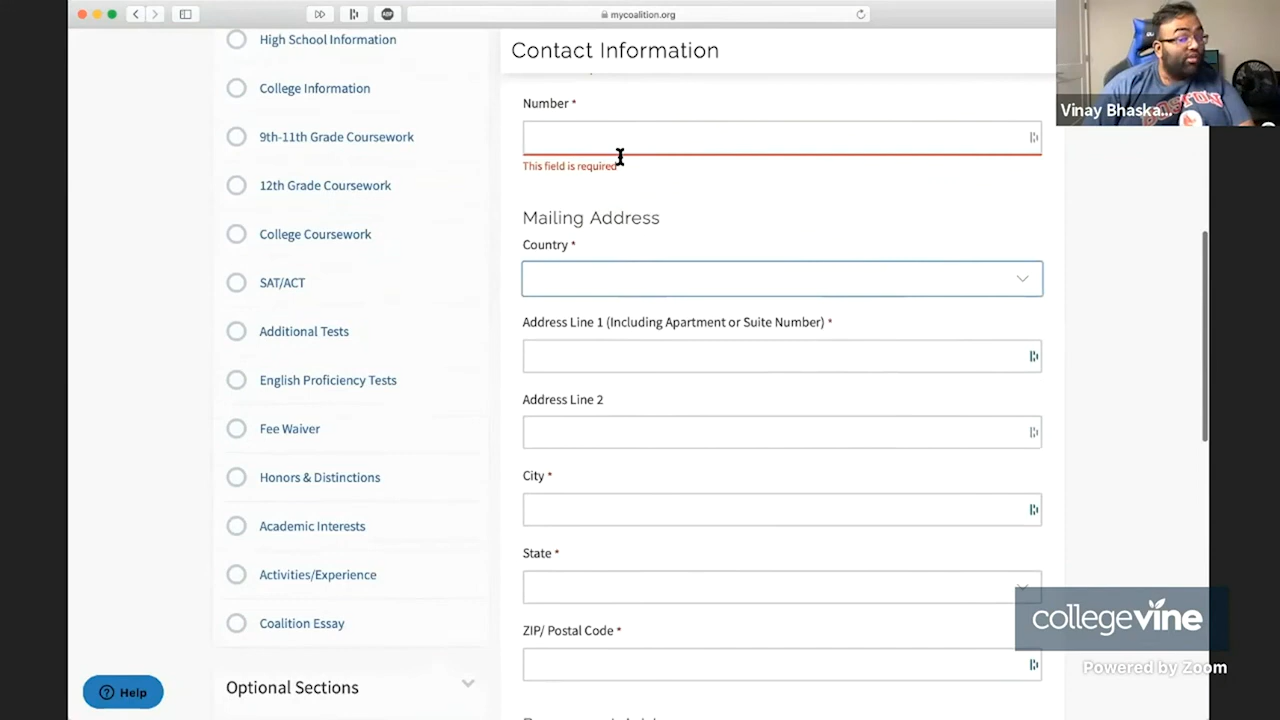 mycoalition.org
High School Information
College Information
9th-11th Grade Coursework
12th Grade Coursework
College Coursework
SAT/ACT
Additional Tests
English Proficiency Tests
Fee Waiver
Honors & Distinctions
Academic Interests
Activities/Experience
Coalition Essay
Optional Sections
Help
Contact Information
Number *
This field is required
Mailing Address
Country *
Address Line 1 (Including Apartment or Suite Number) *
Address Line 2
City *
State *
ZIP/ Postal Code *
Vinay Bhaska...
BOSTON
collegevine
Powered by Zoom